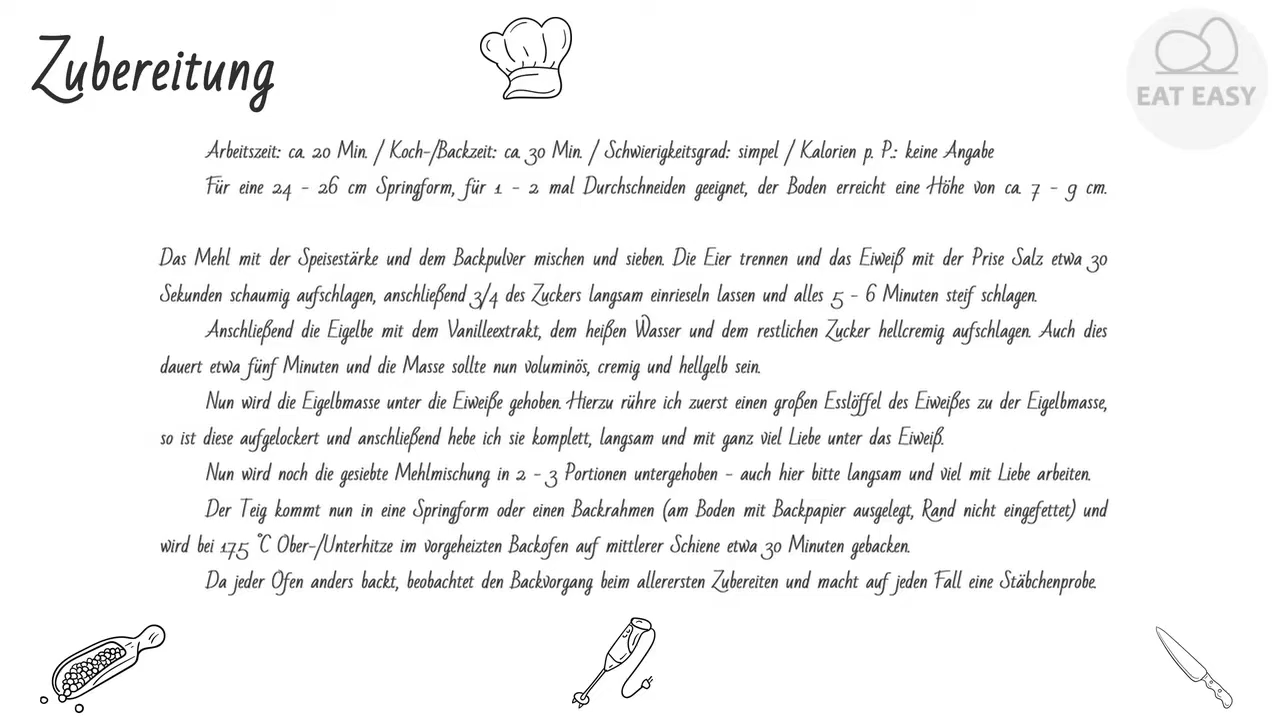 Zubereitung
EAT EASY
Arbeitszeit: ca. 20 Min. / Koch-/Backzeit: ca. 30 Min. / Schwierigkeitsgrad: simpel / Kalorien p. P.: keine Angabe
Für eine 24 - 26 cm Springform, für 1 - 2 mal Durchschneiden geeignet, der Boden erreicht eine Höhe von ca. 7 - 9 cm.
Das Mehl mit der Speisestärke und dem Backpulver mischen und sieben. Die Eier trennen und das Eiweiß mit der Prise Salz etwa 30
Sekunden schaumig aufschlagen, anschließend 3/4 des Zuckers langsam einrieseln lassen und alles 5 - 6 Minuten steif schlagen.
Anschließend die Eigelbe mit dem Vanilleextrakt, dem heißen Wasser und dem restlichen Zucker hellcremig aufschlagen. Auch dies
dauert etwa fünf Minuten und die Masse sollte nun voluminös, cremig und hellgelb sein.
Nun wird die Eigelbmasse unter die Eiweiße gehoben. Hierzu rühre ich zuerst einen großen Esslöffel des Eiweißes zu der Eigelbmasse,
so ist diese aufgelockert und anschließend hebe ich sie komplett, langsam und mit ganz viel Liebe unter das Eiweiß.
Nun wird noch die gesiebte Mehlmischung in 2 - 3 Portionen untergehoben - auch hier bitte langsam und viel mit Liebe arbeiten.
Der Teig kommt nun in eine Springform oder einen Backrahmen (am Boden mit Backpapier ausgelegt, Rand nicht eingefettet) und
wird bei 175 °C Ober-/Unterhitze im vorgeheizten Backofen auf mittlerer Schiene etwa 30 Minuten gebacken.
Da jeder Ofen anders backt, beobachtet den Backvorgang beim allerersten Zubereiten und macht auf jeden Fall eine Stäbchenprobe.